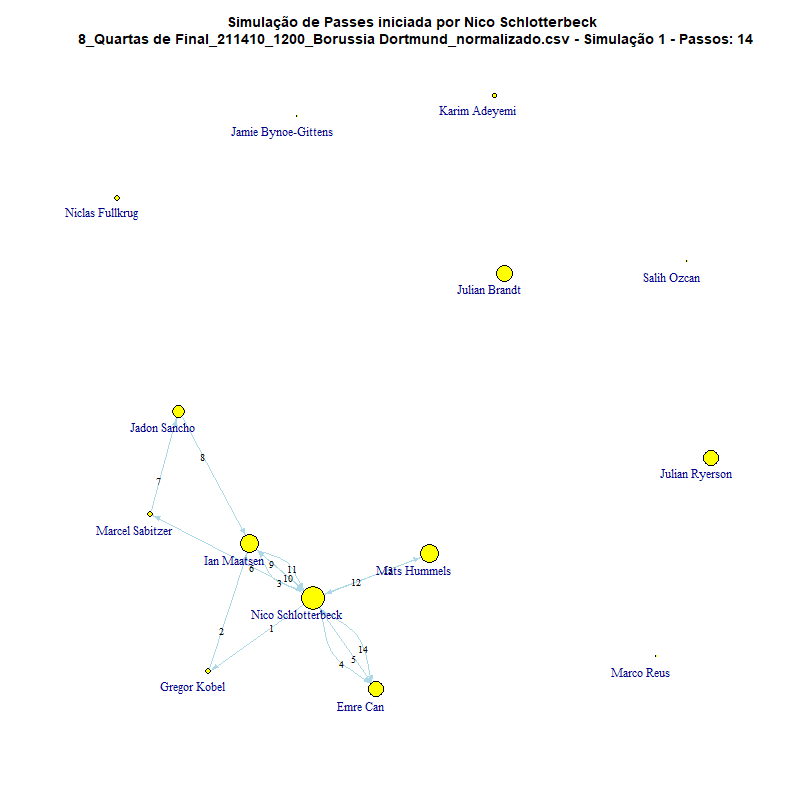 Simulação de Passes iniciada por Nico Schlotterbeck
8_Quartas de Final_211410_1200_Borussia Dortmund_normalizado.csv - Simulação 1 - Passos: 14
Karim Adeyemi
Jamie Bynoe-Gittens
Niclas Fullkrug
Salih Ozcan
Julian Brandt
Jadon Sancho
8
Julian Ryerson
7
Marcel Sabitzer
Ian Maatsen
9
6
11
10
3
Mats Hummels
13
12
Nico Schlotterbeck
2
1
14
5
4
Gregor Kobel
Marco Reus
Emre Can